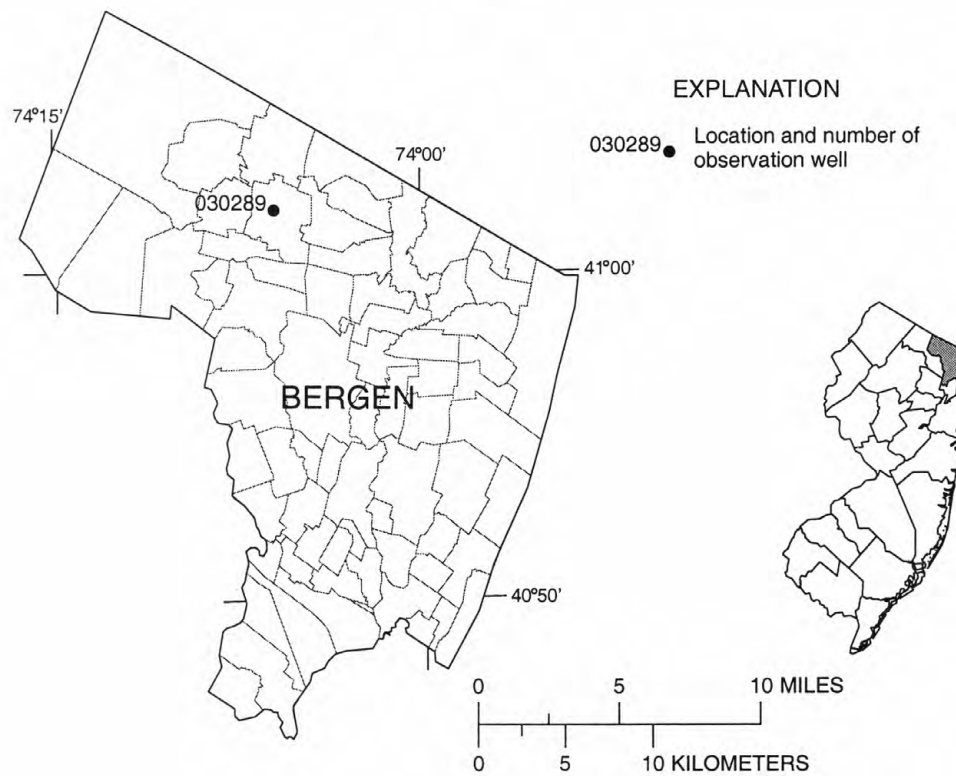 EXPLANATION
74°15'
030289 Location and number of
observation well
74°00'
030289
41°00'
BERGEN
40°50'
0 5 10 MILES
0 5 10 KILOMETERS